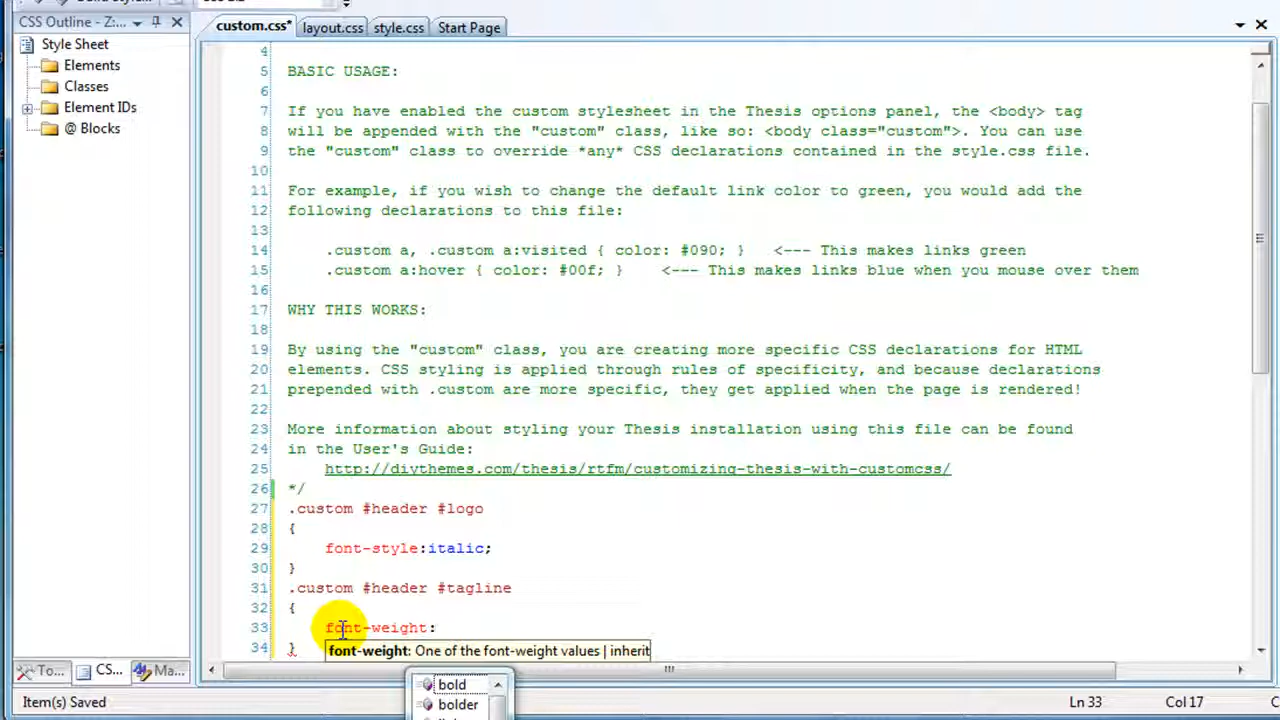 CSS Outline - Z:...
custom.css* layout.css style.css Start Page
Style Sheet
Elements
Classes
Element IDs
@ Blocks
4
5 BASIC USAGE:
6
7 If you have enabled the custom stylesheet in the Thesis options panel, the <body> tag
8 will be appended with the "custom" class, like so: <body class="custom">. You can use
9 the "custom" class to override *any* CSS declarations contained in the style.css file.
10
11 For example, if you wish to change the default link color to green, you would add the
12 following declarations to this file:
13
14 .custom a, .custom a:visited { color: #090; } <--- This makes links green
15 .custom a:hover { color: #00f; } <--- This makes links blue when you mouse over them
16
17 WHY THIS WORKS:
18
19 By using the "custom" class, you are creating more specific CSS declarations for HTML
20 elements. CSS styling is applied through rules of specificity, and because declarations
21 prepended with .custom are more specific, they get applied when the page is rendered!
22
23 More information about styling your Thesis installation using this file can be found
24 in the User's Guide:
25 http://diythemes.com/thesis/rtfm/customizing-thesis-with-customcss/
26 */
27 .custom #header #logo
28 {
29 font-style:italic;
30 }
31 .custom #header #tagline
32 {
33 font-weight:
34 }
font-weight: One of the font-weight values | inherit
bold
bolder
To... CS... Ma...
Item(s) Saved Ln 33 Col 17